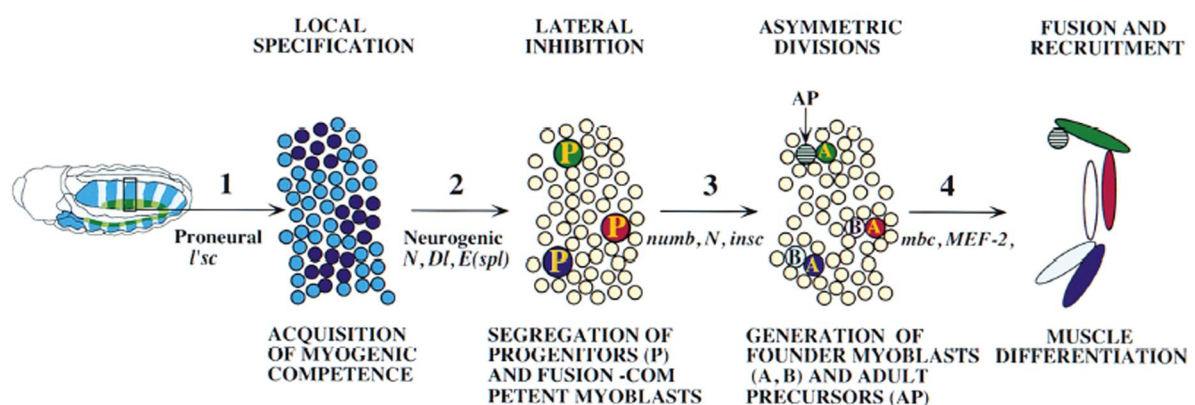 LOCAL
SPECIFICATION
LATERAL
INHIBITION
ASYMMETRIC
DIVISIONS
FUSION AND
RECRUITMENT
AP
1
2
3
4
P
P
P
A
B A
B A
Proneural
l'sc
Neurogenic
N, Dl, E(spl)
numb, N, insc
mbc, MEF-2,
ACQUISITION
OF MYOGENIC
COMPETENCE
SEGREGATION OF
PROGENITORS (P)
AND FUSION -COM
PETENT MYOBLASTS
GENERATION OF
FOUNDER MYOBLASTS
(A, B) AND ADULT
PRECURSORS (AP)
MUSCLE
DIFFERENTIATION